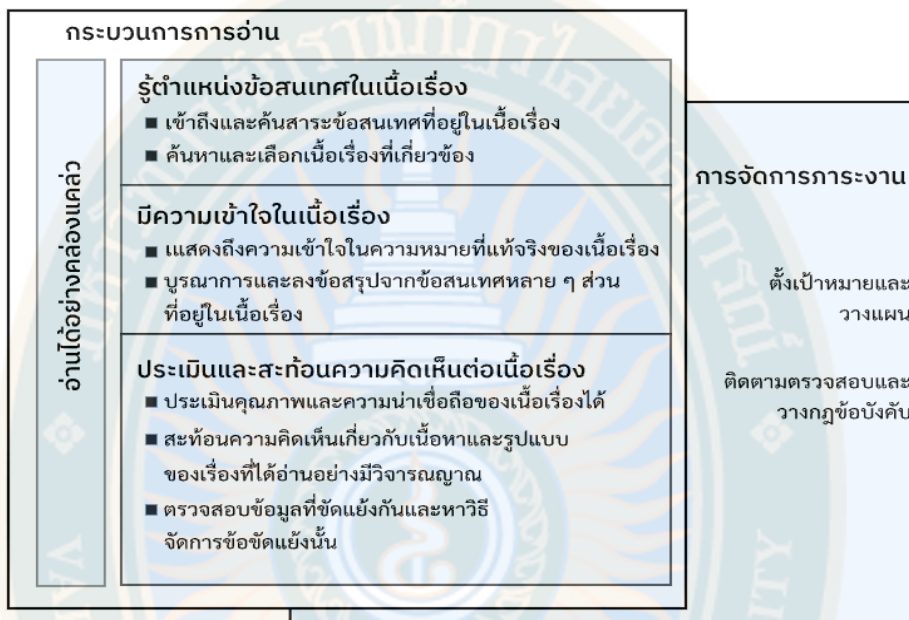 กระบวนการการอ่าน
อ่านได้อย่างคล่องแคล่ว
รู้ตำแหน่งข้อสนเทศในเนื้อเรื่อง
■ เข้าถึงและค้นสาระข้อสนเทศที่อยู่ในเนื้อเรื่อง
■ ค้นหาและเลือกเนื้อเรื่องที่เกี่ยวข้อง
มีความเข้าใจในเนื้อเรื่อง
■ แสดงถึงความเข้าใจในความหมายที่แท้จริงของเนื้อเรื่อง
■ บูรณาการและลงข้อสรุปจากข้อสนเทศหลาย ๆ ส่วน
ที่อยู่ในเนื้อเรื่อง
ประเมินและสะท้อนความคิดเห็นต่อเนื้อเรื่อง
■ ประเมินคุณภาพและความน่าเชื่อถือของเนื้อเรื่องได้
■ สะท้อนความคิดเห็นเกี่ยวกับเนื้อหาและรูปแบบ
ของเรื่องที่ได้อ่านอย่างมีวิจารณญาณ
■ ตรวจสอบข้อมูลที่ขัดแย้งกันและหาวิธี
จัดการข้อขัดแย้งนั้น
การจัดการภาระงาน
ตั้งเป้าหมายและ
วางแผน
ติดตามตรวจสอบและ
วางกฎข้อบังคับ